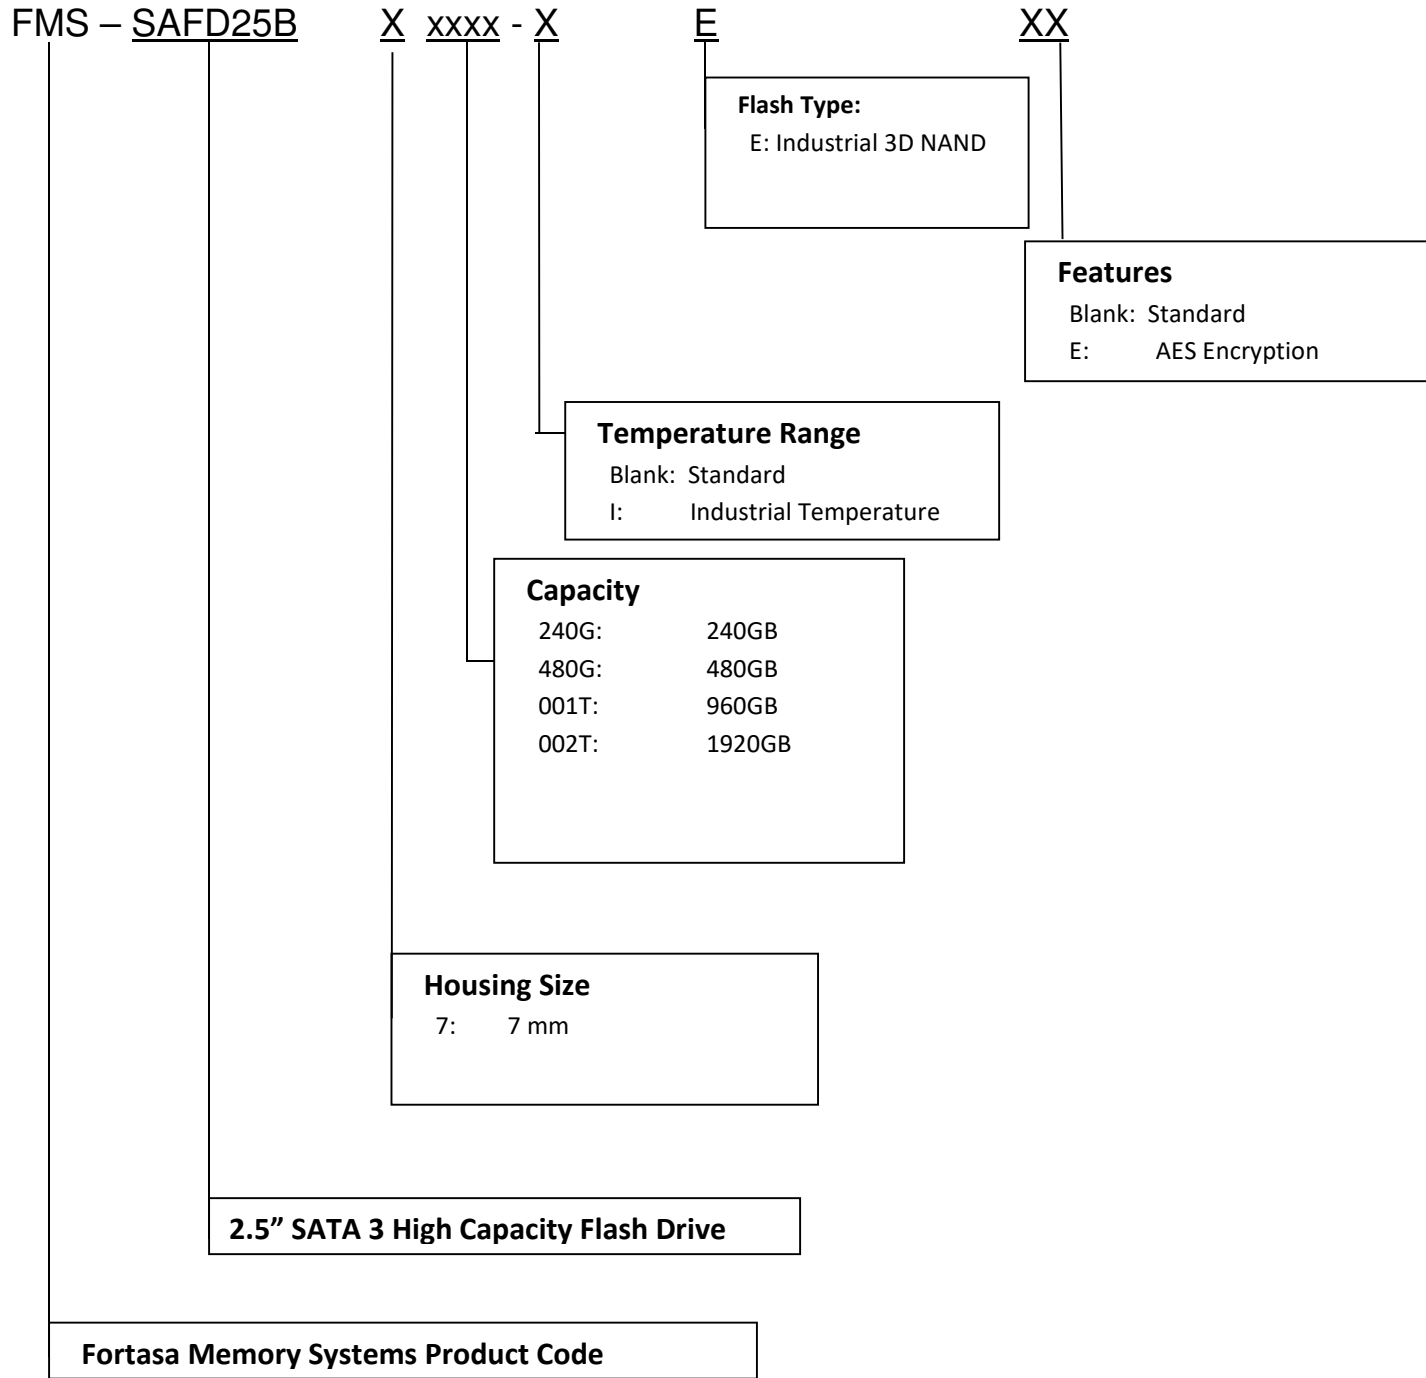 FMS – SAFD25B X xxxx - X E XX
Flash Type:
E: Industrial 3D NAND
Features
Blank: Standard
E: AES Encryption
Temperature Range
Blank: Standard
I: Industrial Temperature
Capacity
240G: 240GB
480G: 480GB
001T: 960GB
002T: 1920GB
Housing Size
7: 7 mm
2.5” SATA 3 High Capacity Flash Drive
Fortasa Memory Systems Product Code